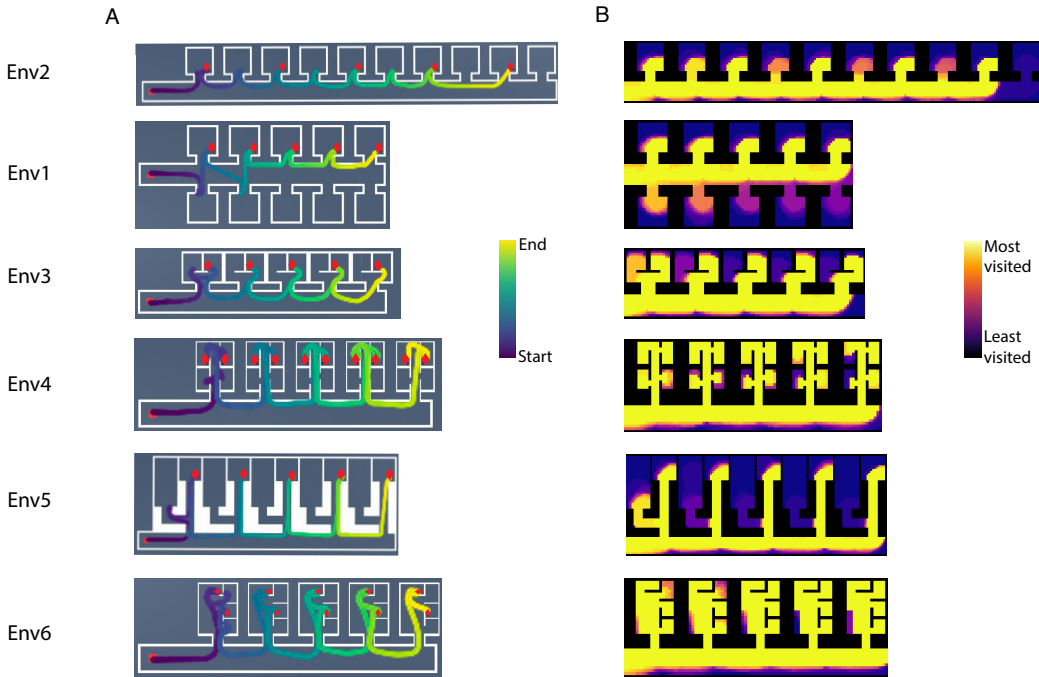 A
B
Env2
Env1
Env3
End
Start
Most
visited
Least
visited
Env4
Env5
Env6